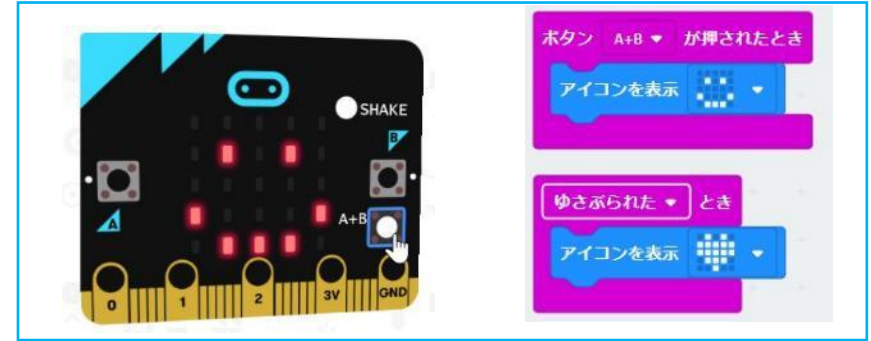 SHAKE
B
A
A+B
0
1
2
3V
GND
ボタン A+B が押されたとき
アイコンを表示
ゆさぶられた とき
アイコンを表示